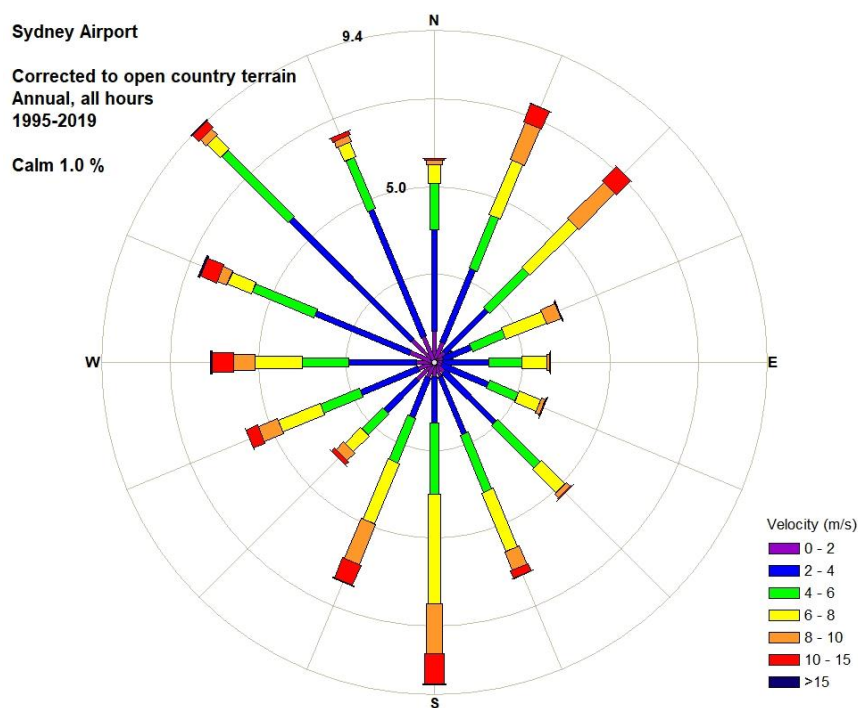 Sydney Airport
Corrected to open country terrain
Annual, all hours
1995-2019
Calm 1.0 %
N
9.4
5.0
W
E
S
Velocity (m/s)
0 - 2
2 - 4
4 - 6
6 - 8
8 - 10
10 - 15
>15